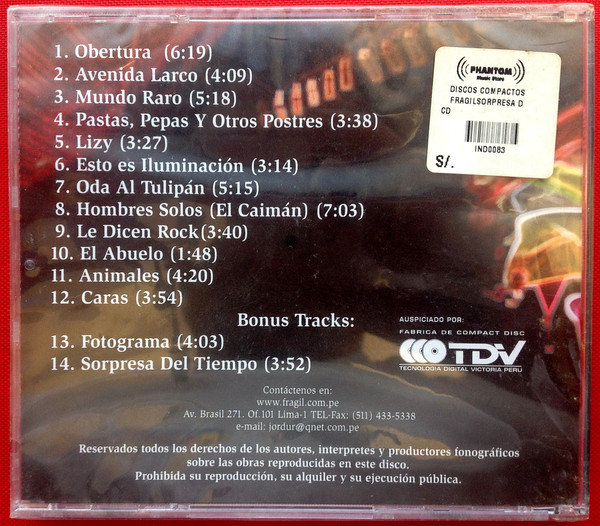 1. Obertura (6:19)
2. Avenida Larco (4:09)
3. Mundo Raro (5:18)
4. Pastas, Pepas Y Otros Postres (3:38)
5. Lizy (3:27)
6. Esto es Iluminación (3:14)
7. Oda Al Tulipán (5:15)
8. Hombres Solos (El Caimán) (7:03)
9. Le Dicen Rock(3:40)
10. El Abuelo (1:48)
11. Animales (4:20)
12. Caras (3:54)
Bonus Tracks:
13. Fotograma (4:03)
14. Sorpresa Del Tiempo (3:52)
PHANTOM
Music Store
DISCOS COMPACTOS
FRAGILSORPRESA D
CD
IND0083
S/.
AUSPICIADO POR:
FABRICA DE COMPACT DISC
TDV
TECNOLOGIA DIGITAL VICTORIA PERU
Contáctenos en:
www.fragil.com.pe
Av. Brasil 271. Of.101 Lima-1 TEL-Fax: (511) 433-5338
e-mail: jordur@qnet.com.pe
Reservados todos los derechos de los autores, interpretes y productores fonográficos
sobre las obras reproducidas en este disco.
Prohibida su reproducción, su alquiler y su ejecución pública.